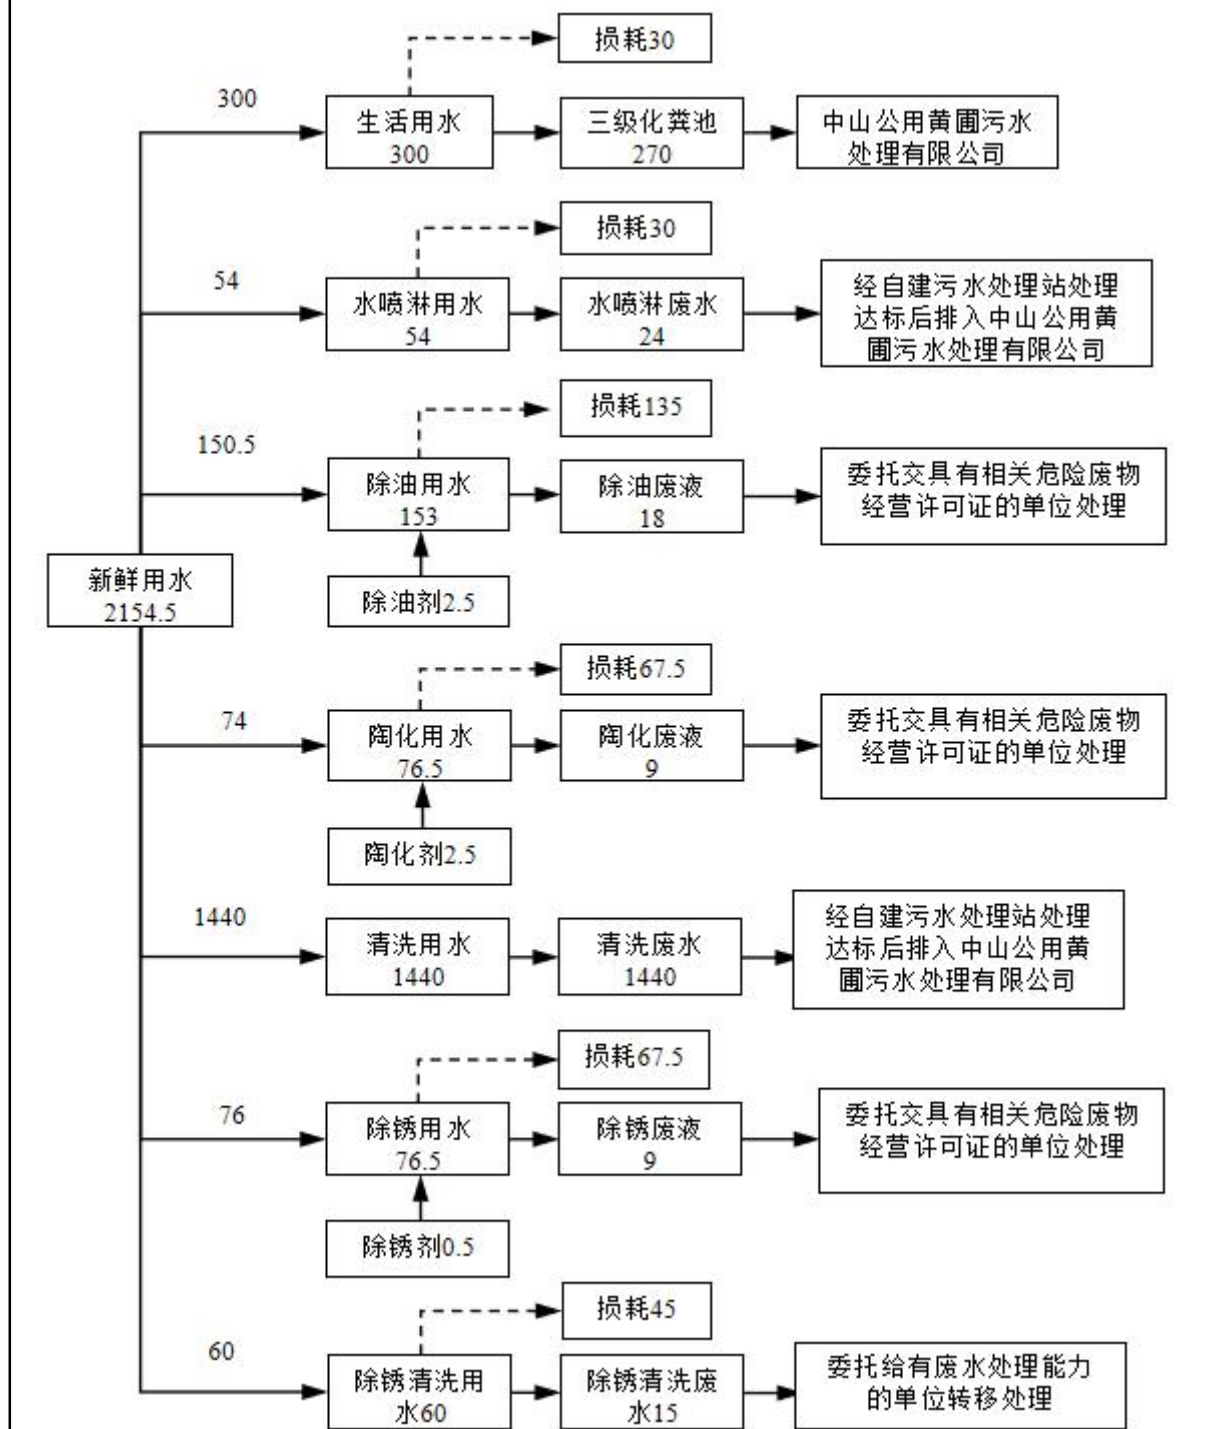 损耗30
300
生活用水
300
三级化粪池
270
中山公用黄圃污水
处理有限公司
损耗30
54
水喷淋用水
54
水喷淋废水
24
经自建污水处理站处理
达标后排入中山公用黄
圃污水处理有限公司
损耗135
150.5
除油用水
153
除油废液
18
委托交具有相关危险废物
经营许可证的单位处理
除油剂2.5
新鲜用水
2154.5
损耗67.5
74
陶化用水
76.5
陶化废液
9
委托交具有相关危险废物
经营许可证的单位处理
陶化剂2.5
1440
清洗用水
1440
清洗废水
1440
经自建污水处理站处理
达标后排入中山公用黄
圃污水处理有限公司
损耗67.5
76
除锈用水
76.5
除锈废液
9
委托交具有相关危险废物
经营许可证的单位处理
除锈剂0.5
损耗45
60
除锈清洗用
水60
除锈清洗废
水15
委托给有废水处理能力
的单位转移处理